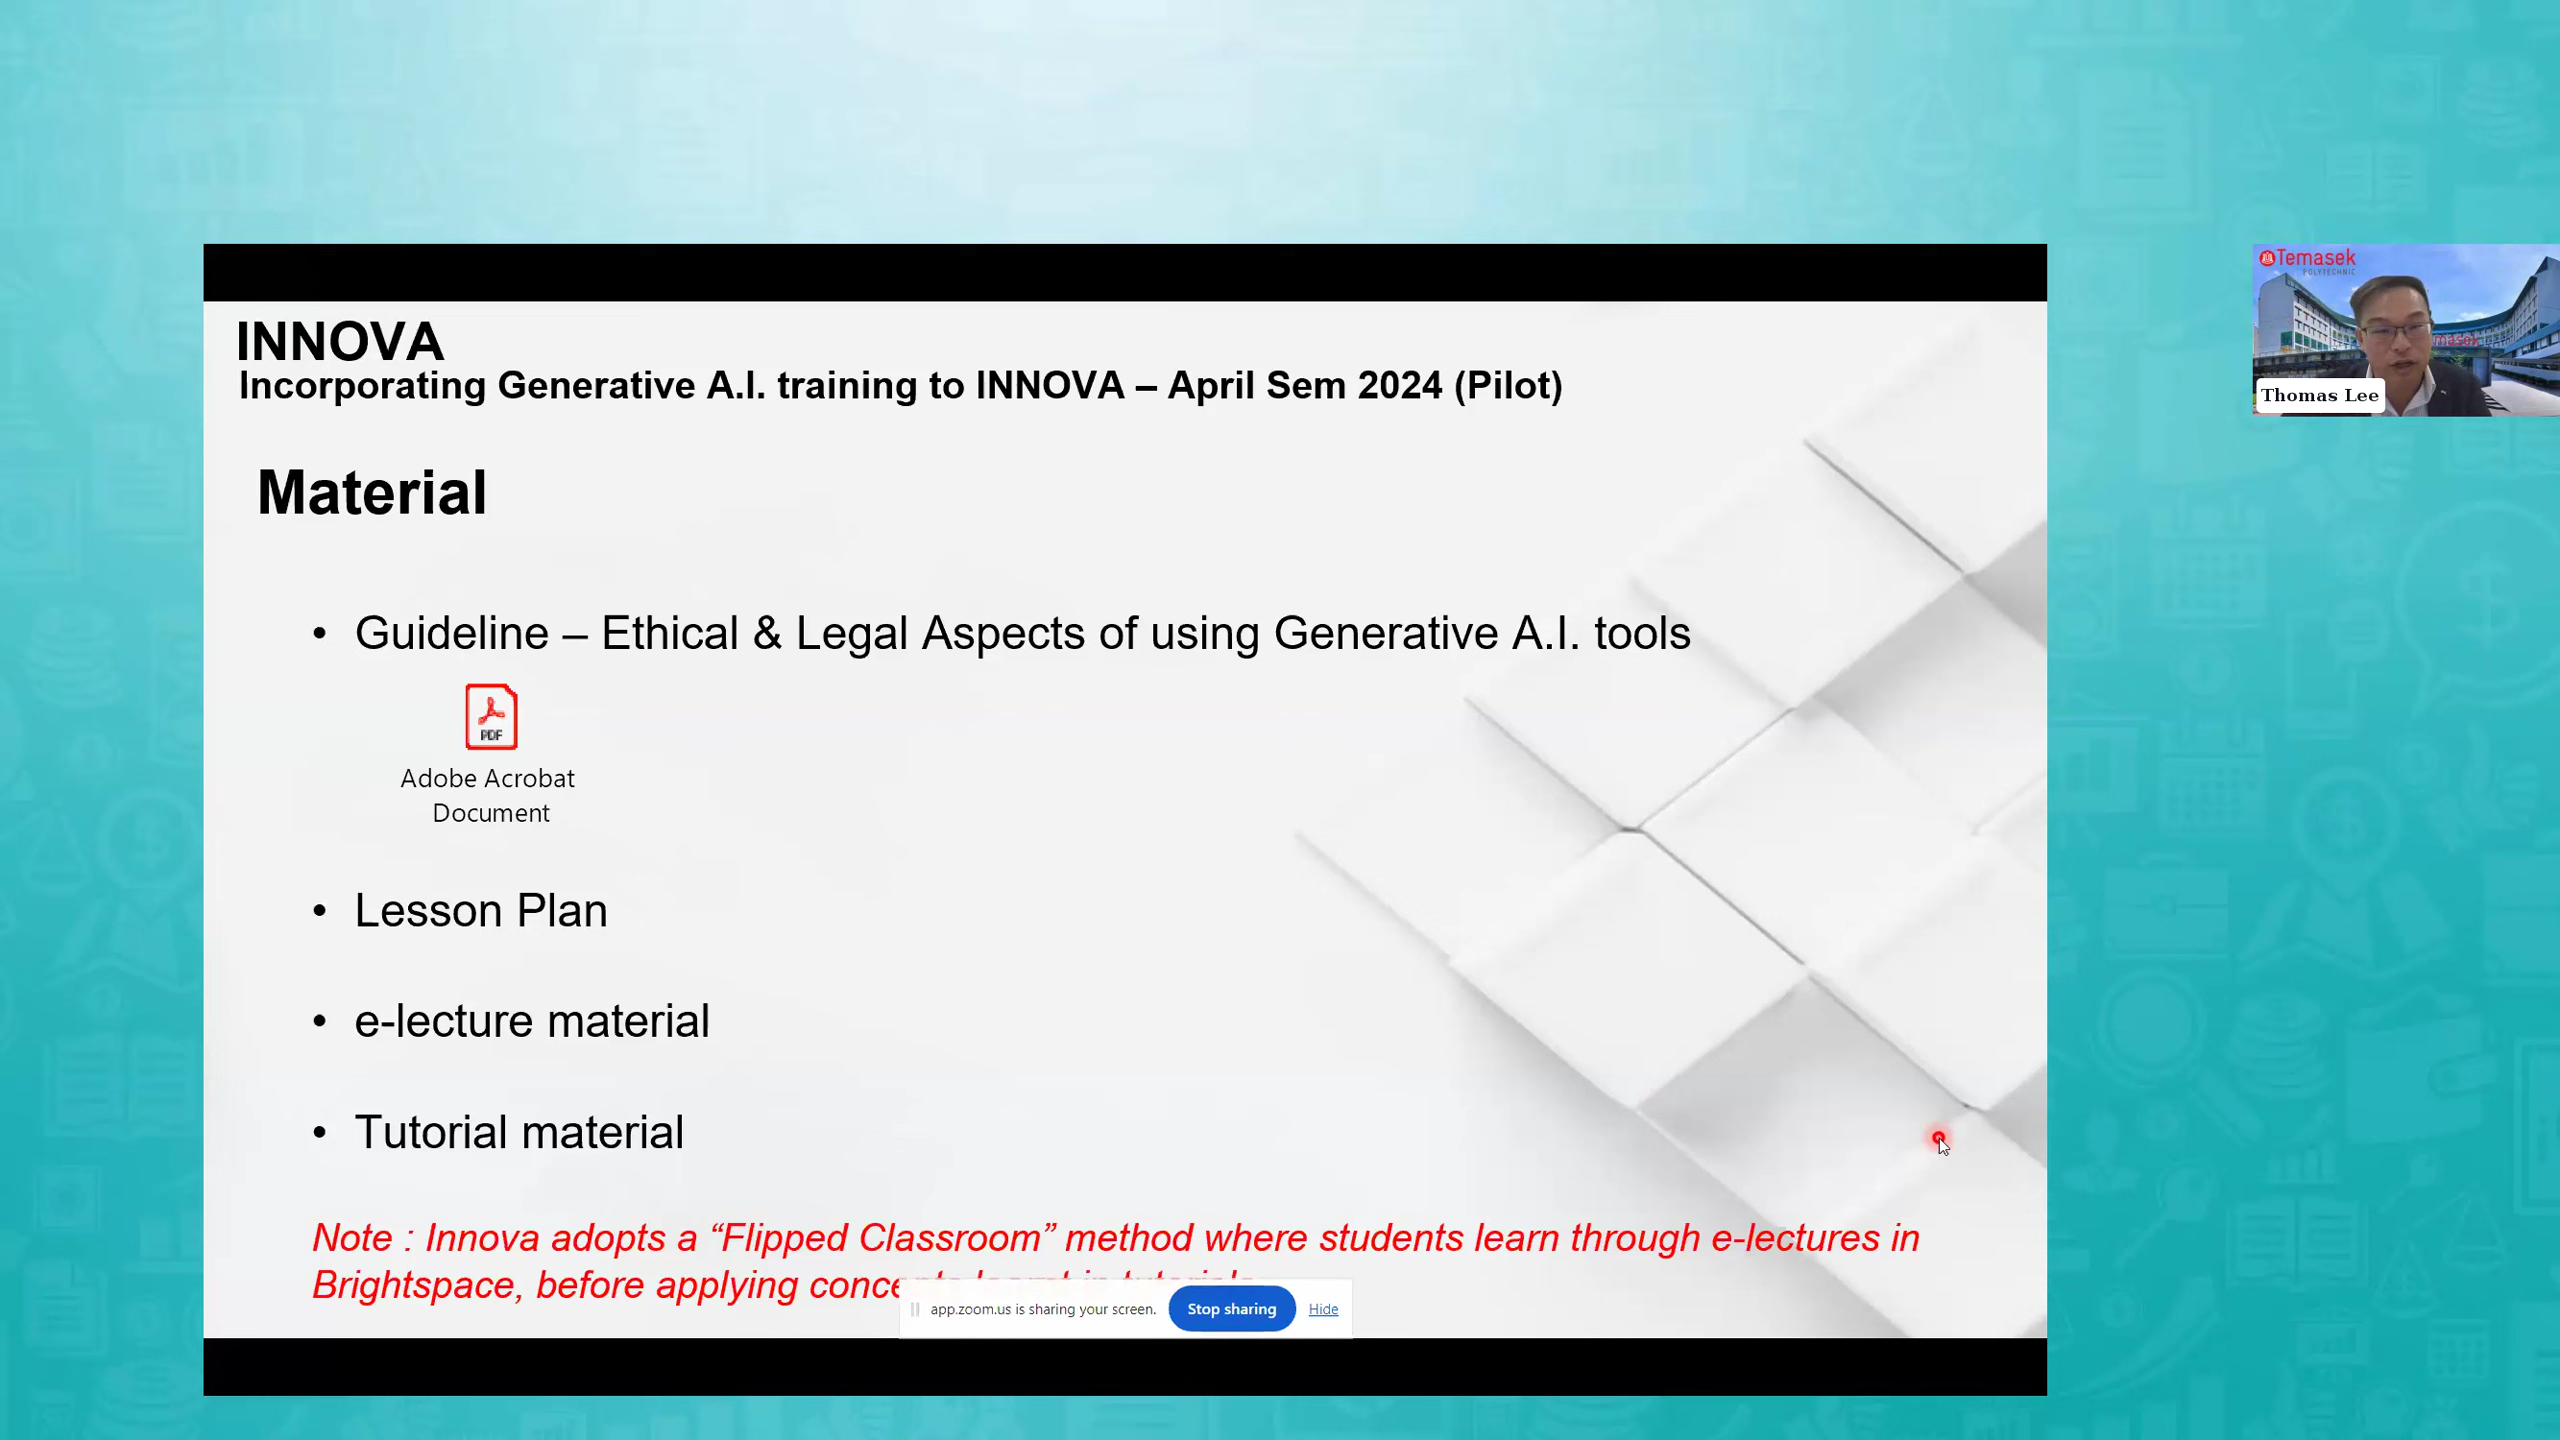 INNOVA
Incorporating Generative A.I. training to INNOVA – April Sem 2024 (Pilot)
Material
• Guideline – Ethical & Legal Aspects of using Generative A.I. tools
PDF
Adobe Acrobat
Document
• Lesson Plan
• e-lecture material
• Tutorial material
Note : Innova adopts a “Flipped Classroom” method where students learn through e-lectures in
Brightspace, before applying
app.zoom.us is sharing your screen. Stop sharing Hide
Temasek
POLYTECHNIC
Thomas Lee